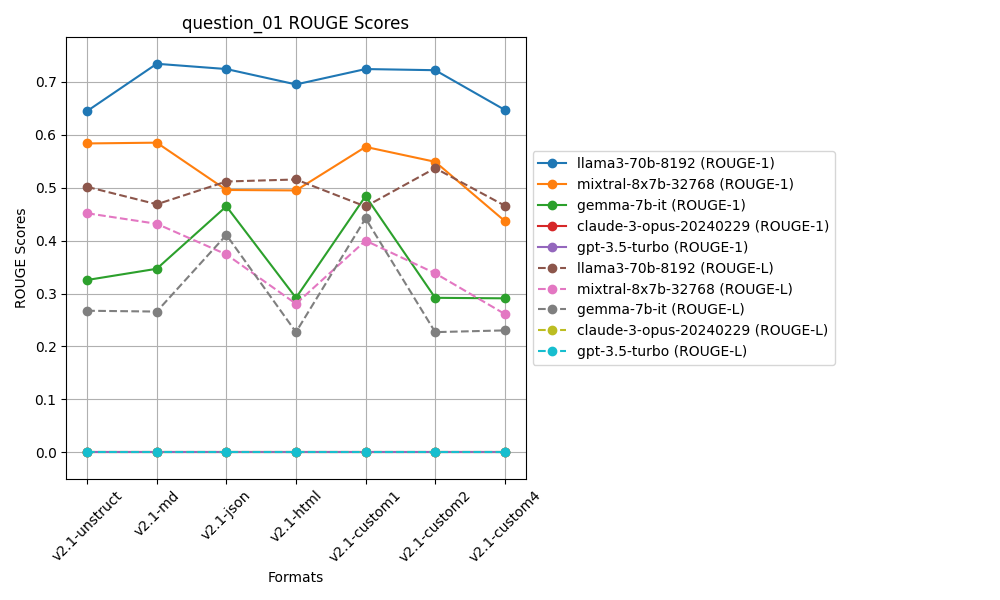 question_01 ROUGE Scores
ROUGE Scores
0.7
0.6
0.5
0.4
0.3
0.2
0.1
0.0
v2.1-unstruct
v2.1-md
v2.1-json
v2.1-html
v2.1-custom1
v2.1-custom2
v2.1-custom4
Formats
llama3-70b-8192 (ROUGE-1)
mixtral-8x7b-32768 (ROUGE-1)
gemma-7b-it (ROUGE-1)
claude-3-opus-20240229 (ROUGE-1)
gpt-3.5-turbo (ROUGE-1)
llama3-70b-8192 (ROUGE-L)
mixtral-8x7b-32768 (ROUGE-L)
gemma-7b-it (ROUGE-L)
claude-3-opus-20240229 (ROUGE-L)
gpt-3.5-turbo (ROUGE-L)